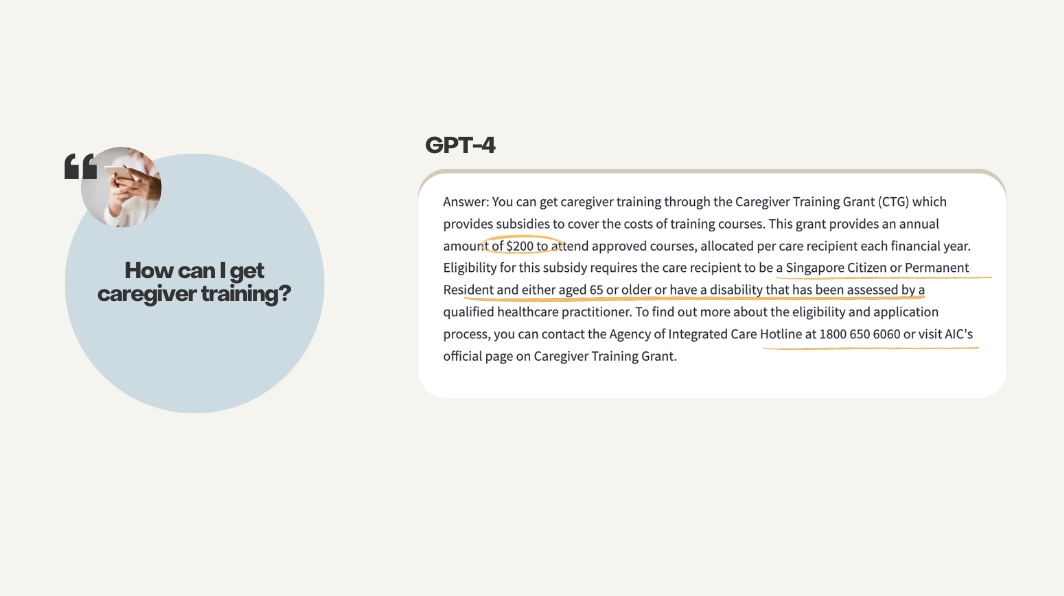 “
How can I get
caregiver training?
GPT-4
Answer: You can get caregiver training through the Caregiver Training Grant (CTG) which
provides subsidies to cover the costs of training courses. This grant provides an annual
amount of $200 to attend approved courses, allocated per care recipient each financial year.
Eligibility for this subsidy requires the care recipient to be a Singapore Citizen or Permanent
Resident and either aged 65 or older or have a disability that has been assessed by a
qualified healthcare practitioner. To find out more about the eligibility and application
process, you can contact the Agency of Integrated Care Hotline at 1800 650 6060 or visit AIC's
official page on Caregiver Training Grant.